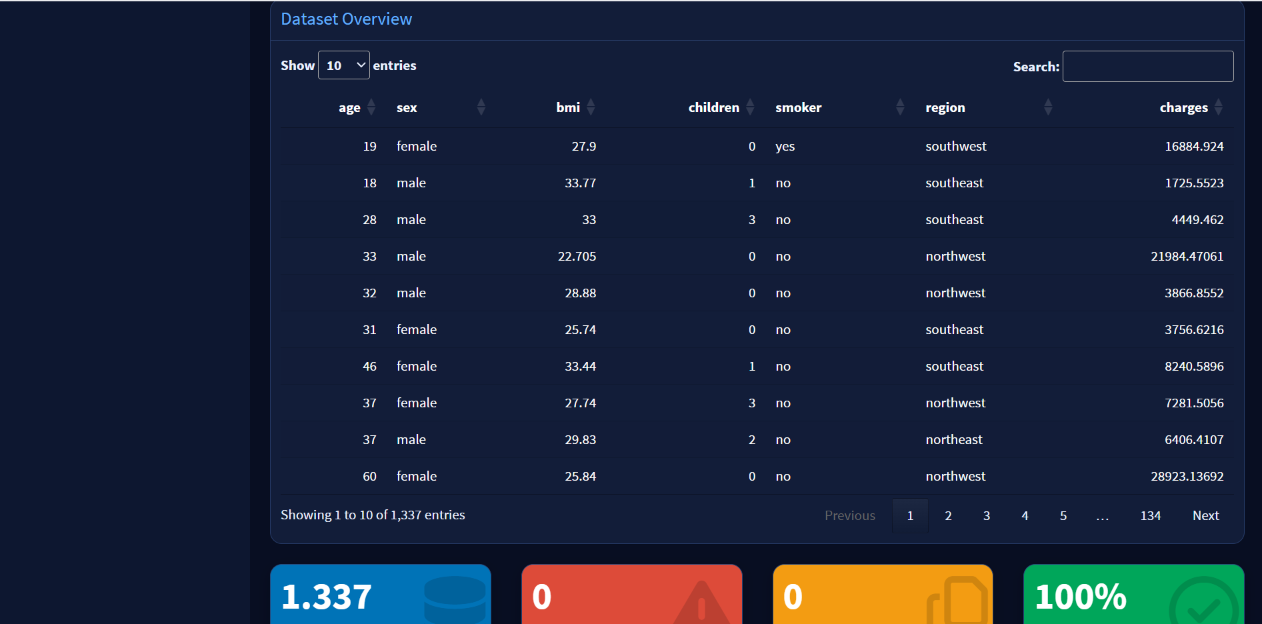 Dataset Overview
Show 10 entries Search:
age sex bmi children smoker region charges
19 female 27.9 0 yes southwest 16884.924
18 male 33.77 1 no southeast 1725.5523
28 male 33 3 no southeast 4449.462
33 male 22.705 0 no northwest 21984.47061
32 male 28.88 0 no northwest 3866.8552
31 female 25.74 0 no southeast 3756.6216
46 female 33.44 1 no southeast 8240.5896
37 female 27.74 3 no northwest 7281.5056
37 male 29.83 2 no northeast 6406.4107
60 female 25.84 0 no northwest 28923.13692
Showing 1 to 10 of 1,337 entries Previous 1 2 3 4 5 … 134 Next
1.337 0 0 100%